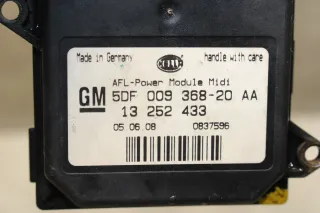 Made in Germany HELLA handle with care
AFL-Power Module Midi
GM 5DF 009 368-20 AA
13 252 433
05.06.08 0837596